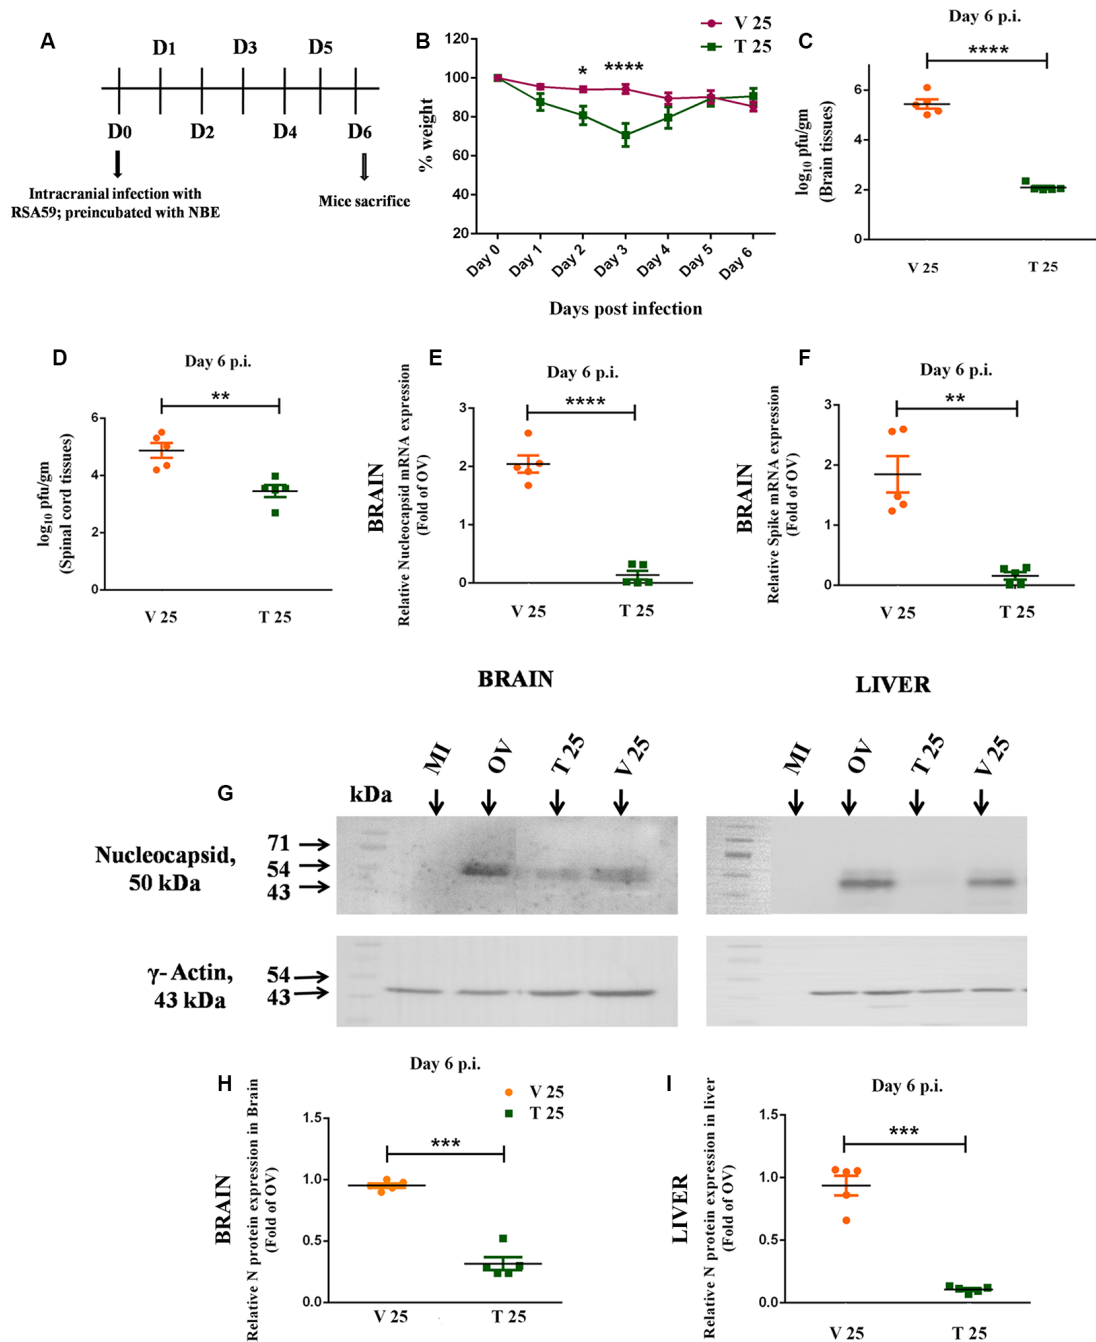 A
D1
D3
D5
D0
D2
D4
D6
Intracranial infection with
RSA59; preincubated with NBE
Mice sacrifice
B
V 25
T 25
* ****
% weight
120
100
80
60
40
20
Day 0
Day 1
Day 2
Day 3
Day 4
Day 5
Day 6
Days post infection
C
Day 6 p.i.
****
log10 pfu/gm
(Brain tissues)
6
4
2
0
V 25
T 25
D
Day 6 p.i.
**
log10 pfu/gm
(Spinal cord tissues)
6
4
2
0
V 25
T 25
E
Day 6 p.i.
****
BRAIN
Relative Nucleocapsid mRNA expression
(Fold of OV)
3
2
1
0
V 25
T 25
F
Day 6 p.i.
**
BRAIN
Relative Spike mRNA expression
(Fold of OV)
3
2
1
0
V 25
T 25
BRAIN
LIVER
G
kDa
MI
OV
T 25
V 25
MI
OV
T 25
V 25
Nucleocapsid,
50 kDa
71
54
43
γ- Actin,
43 kDa
54
43
H
Day 6 p.i.
V 25
T 25
***
BRAIN
Relative N protein expression in Brain
(Fold of OV)
1.5
1.0
0.5
0.0
V 25
T 25
I
Day 6 p.i.
***
LIVER
Relative N protein expression in liver
(Fold of OV)
1.5
1.0
0.5
0.0
V 25
T 25